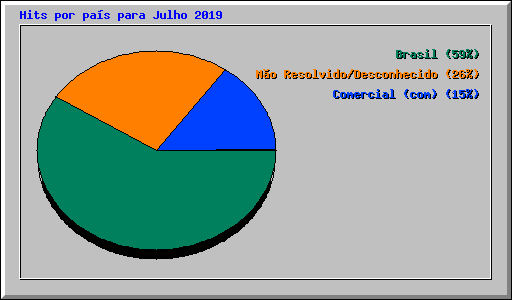 Hits por país para Julho 2019
Brasil (59%)
Não Resolvido/Desconhecido (26%)
Comercial (com) (15%)